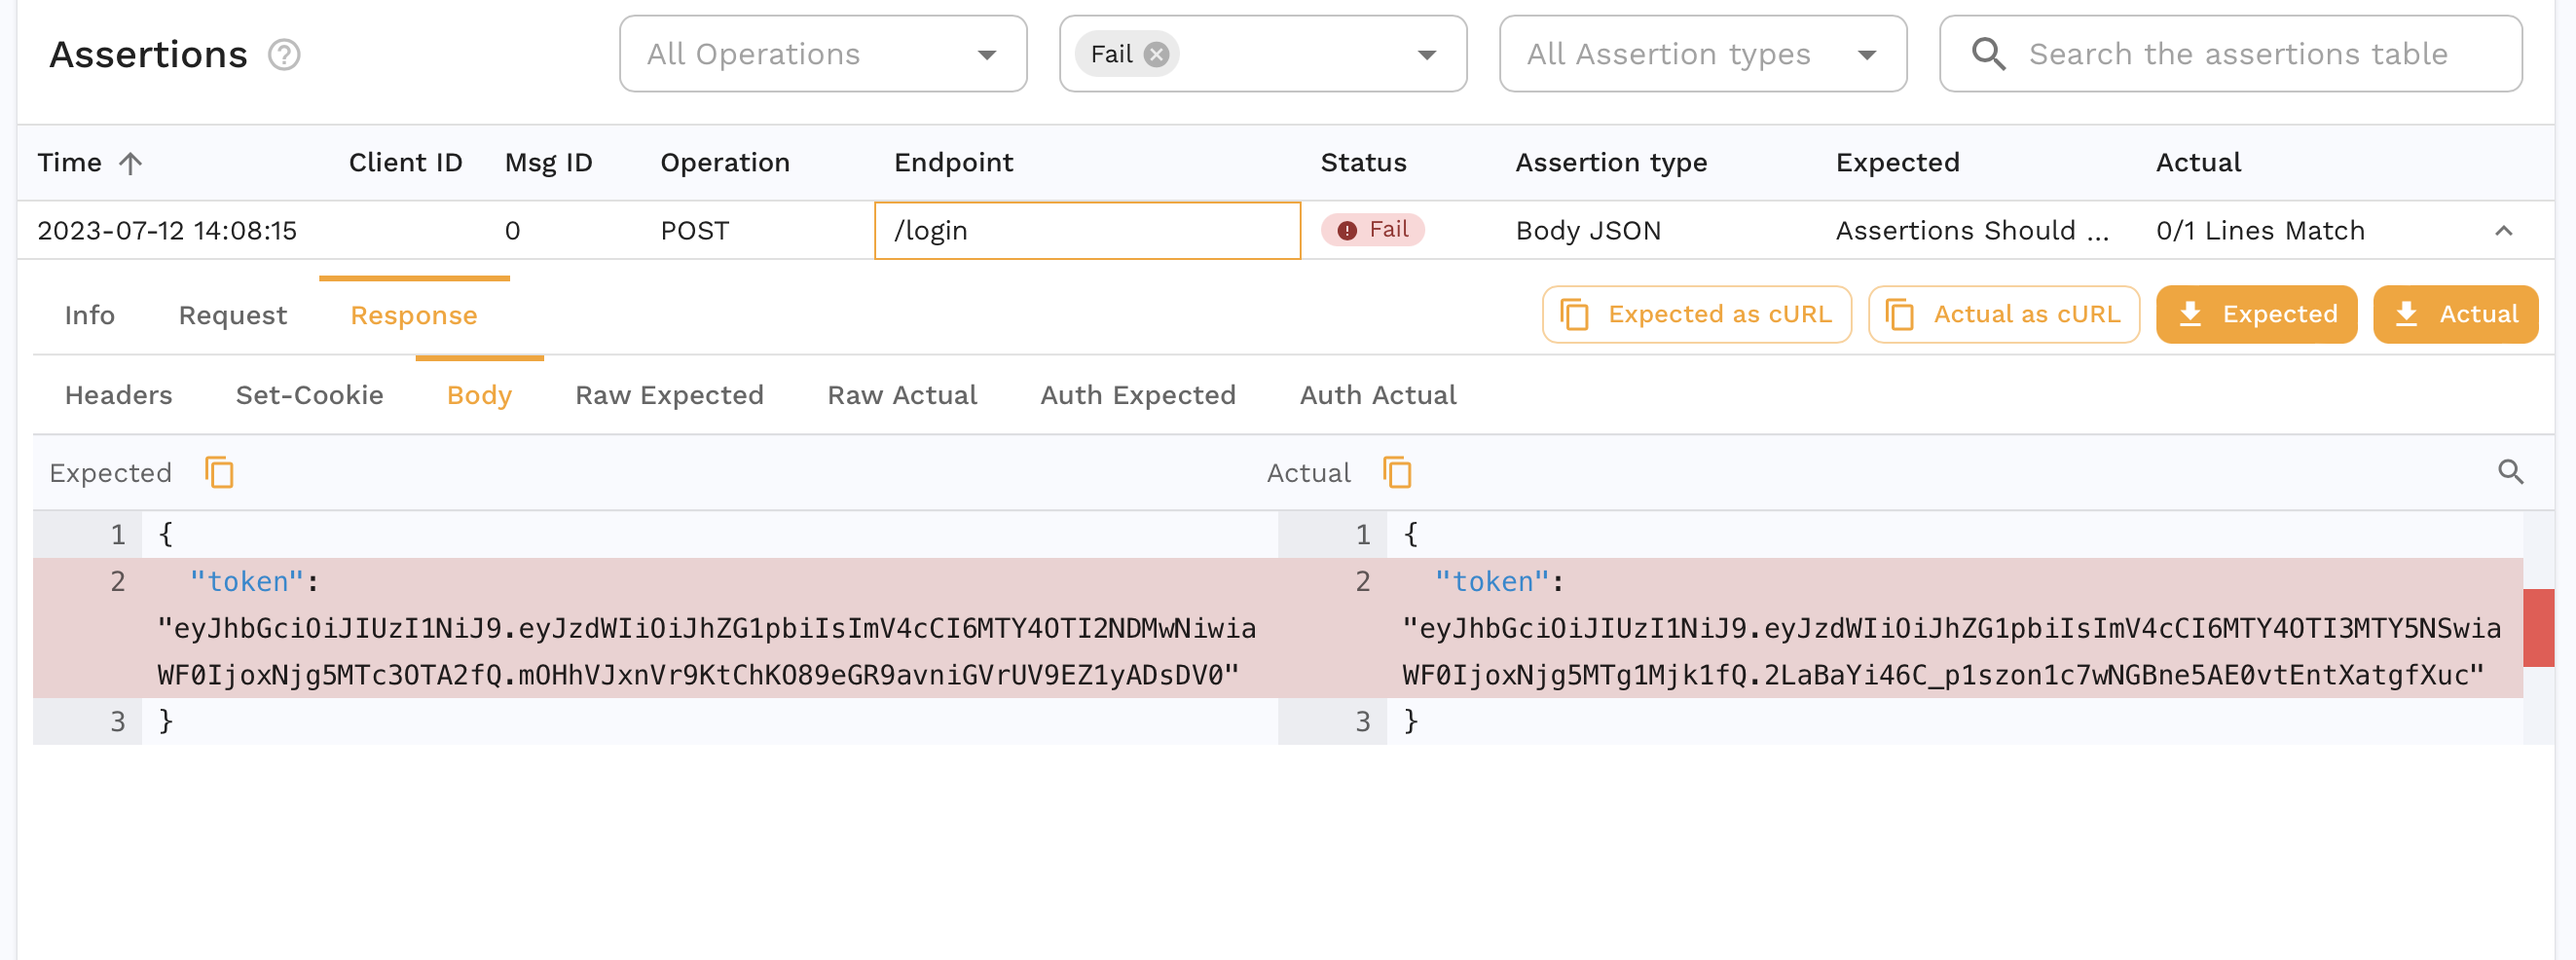 Assertions ?
All Operations
Fail
All Assertion types
Search the assertions table
Time Client ID Msg ID Operation Endpoint Status Assertion type Expected Actual
2023-07-12 14:08:15 0 POST /login Fail Body JSON Assertions Should ... 0/1 Lines Match
Info Request Response Expected as cURL Actual as cURL Expected Actual
Headers Set-Cookie Body Raw Expected Raw Actual Auth Expected Auth Actual
Expected
1 {
2 "token":
"eyJhbGciOiJIUzI1NiJ9.eyJzdWIiOiJhZG1pbiIsImV4cCI6MTY4OTI2NDMwNiwia
WF0IjoxNjg5MTc3OTA2fQ.mOHhVJxnVr9KtChKO89eGR9avniGVrUV9EZ1yADsDV0"
3 }
Actual
1 {
2 "token":
"eyJhbGciOiJIUzI1NiJ9.eyJzdWIiOiJhZG1pbiIsImV4cCI6MTY4OTI3MTY5NSwia
WF0IjoxNjg5MTg1Mjk1fQ.2LaBaYi46C_p1szon1c7wNGBne5AE0vtEntXatgfXuc"
3 }